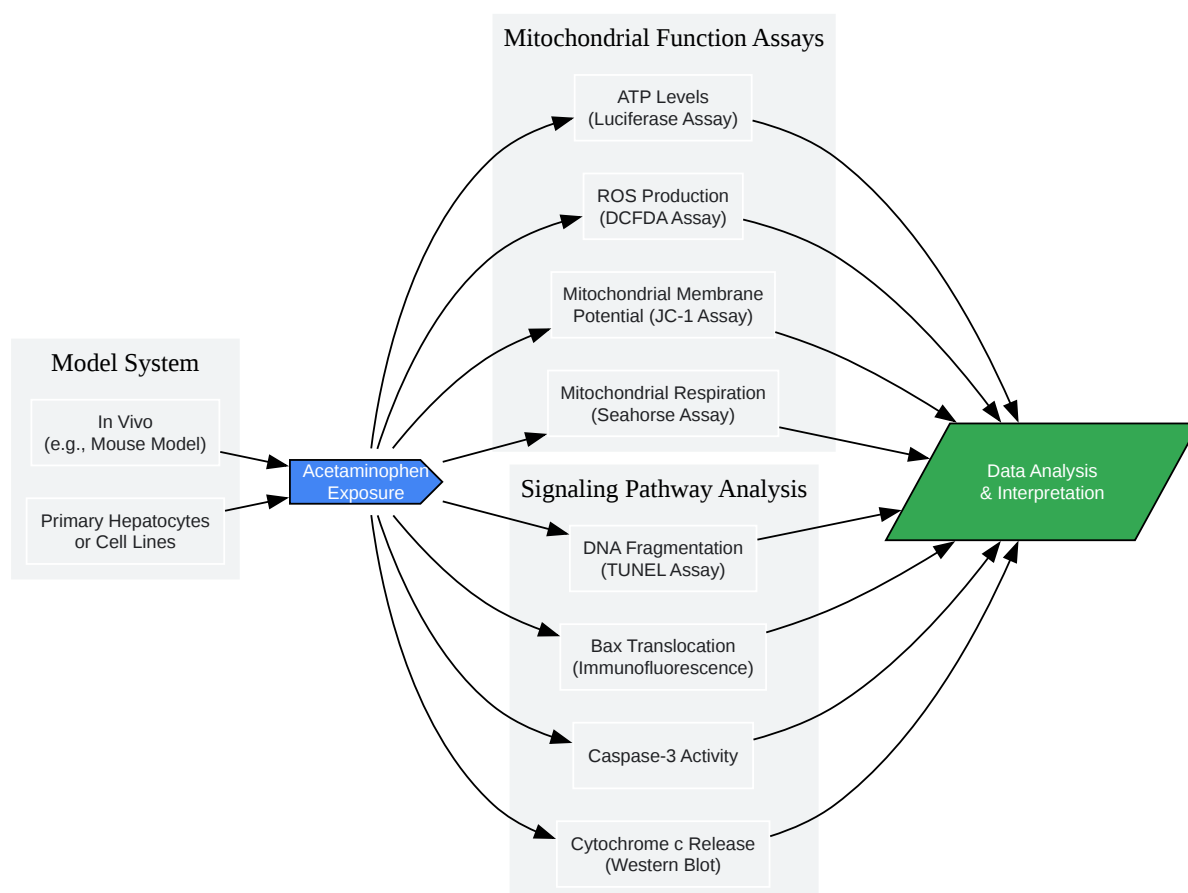 Mitochondrial Function Assays
ATP Levels
(Luciferase Assay)
ROS Production
(DCFDA Assay)
Mitochondrial Membrane
Potential (JC-1 Assay)
Mitochondrial Respiration
(Seahorse Assay)
Model System
In Vivo
(e.g., Mouse Model)
Primary Hepatocytes
or Cell Lines
Acetaminophen
Exposure
Signaling Pathway Analysis
DNA Fragmentation
(TUNEL Assay)
Bax Translocation
(Immunofluorescence)
Caspase-3 Activity
Cytochrome c Release
(Western Blot)
Data Analysis
& Interpretation